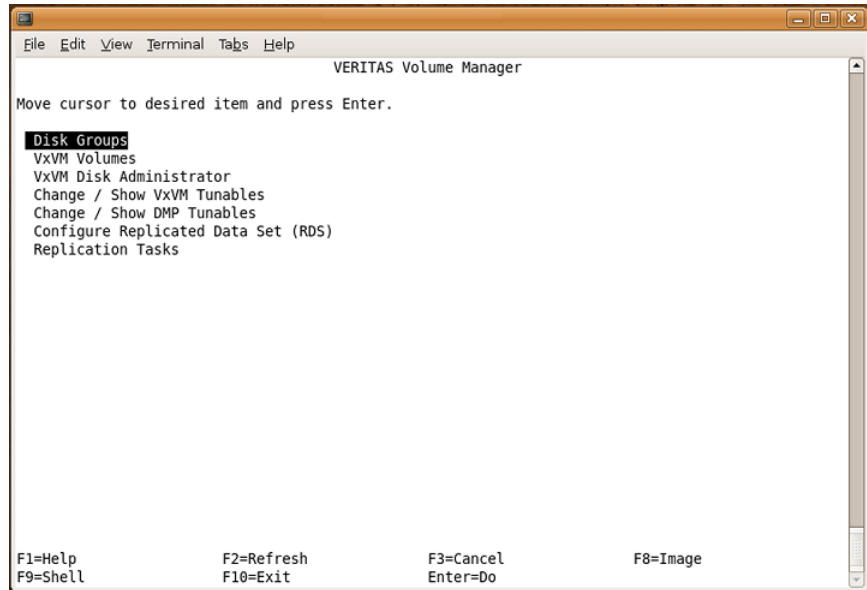 File Edit View Terminal Tabs Help
VERITAS Volume Manager
Move cursor to desired item and press Enter.
Disk Groups
VxVM Volumes
VxVM Disk Administrator
Change / Show VxVM Tunables
Change / Show DMP Tunables
Configure Replicated Data Set (RDS)
Replication Tasks
F1=Help F2=Refresh F3=Cancel F8=Image
F9=Shell F10=Exit Enter=Do